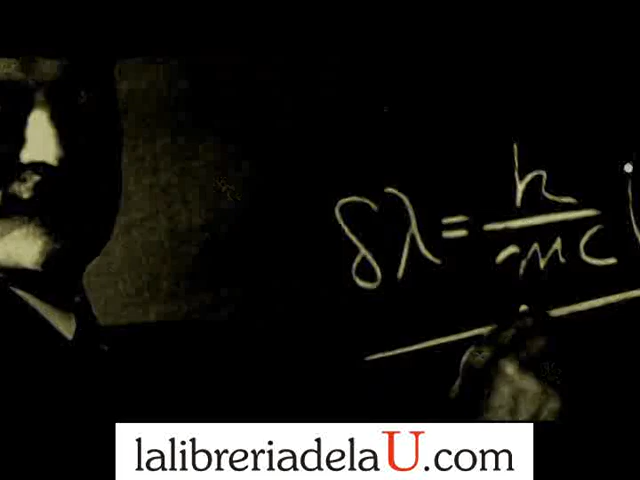 δλ = h / mc (
lalibreriadelaU.com